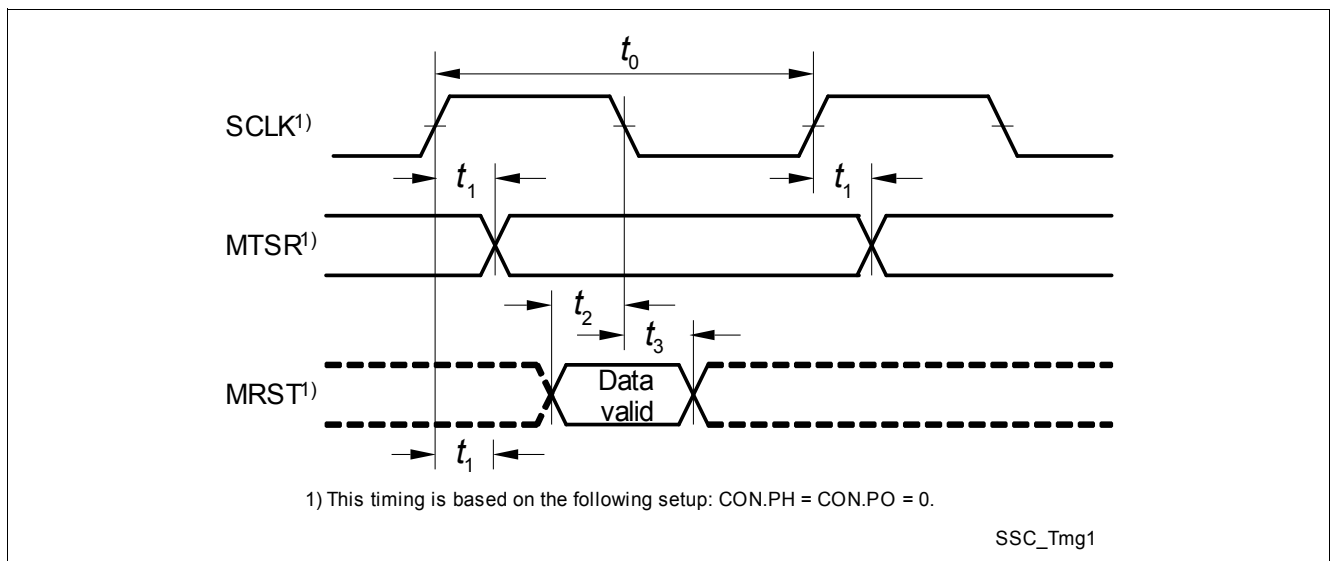 t0
SCLK1)
t1 t1
MTSR1)
t2
t3
MRST1) Data valid
t1
1) This timing is based on the following setup: CON.PH = CON.PO = 0.
SSC_Tmg1